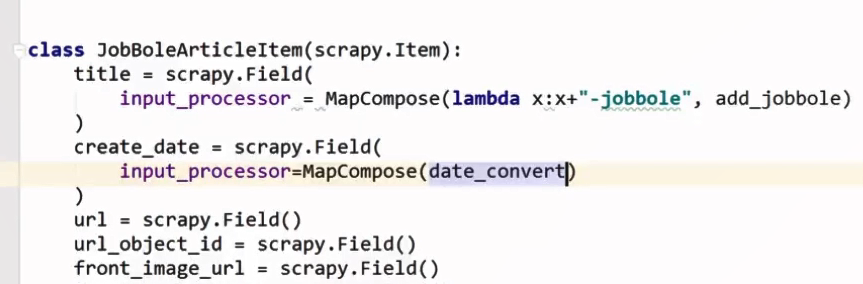 class JobBoleArticleItem(scrapy.Item):
    title = scrapy.Field(
        input_processor = MapCompose(lambda x:x+"-jobbole", add_jobbole)
    )
    create_date = scrapy.Field(
        input_processor=MapCompose(date_convert)
    )
    url = scrapy.Field()
    url_object_id = scrapy.Field()
    front_image_url = scrapy.Field()